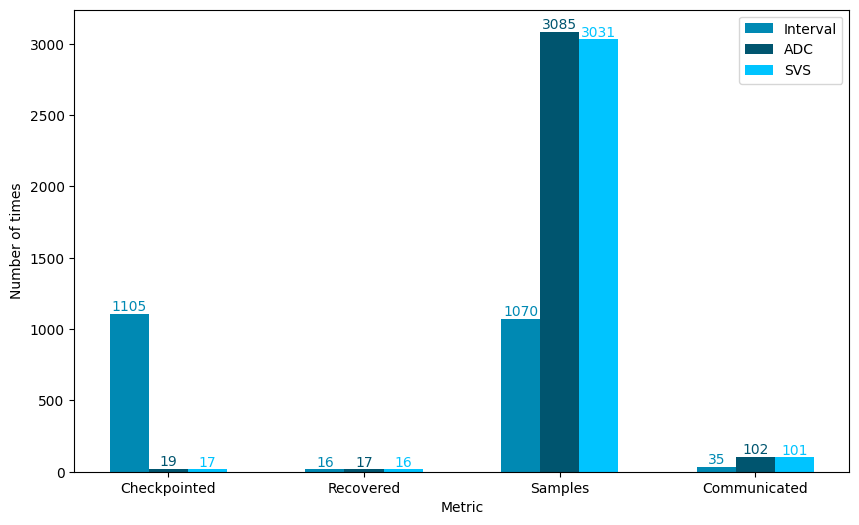 Interval
ADC
SVS
Number of times
3000
2500
2000
1500
1000
500
0
1105
19
17
16
17
16
1070
3085
3031
35
102
101
Checkpointed
Recovered
Samples
Communicated
Metric